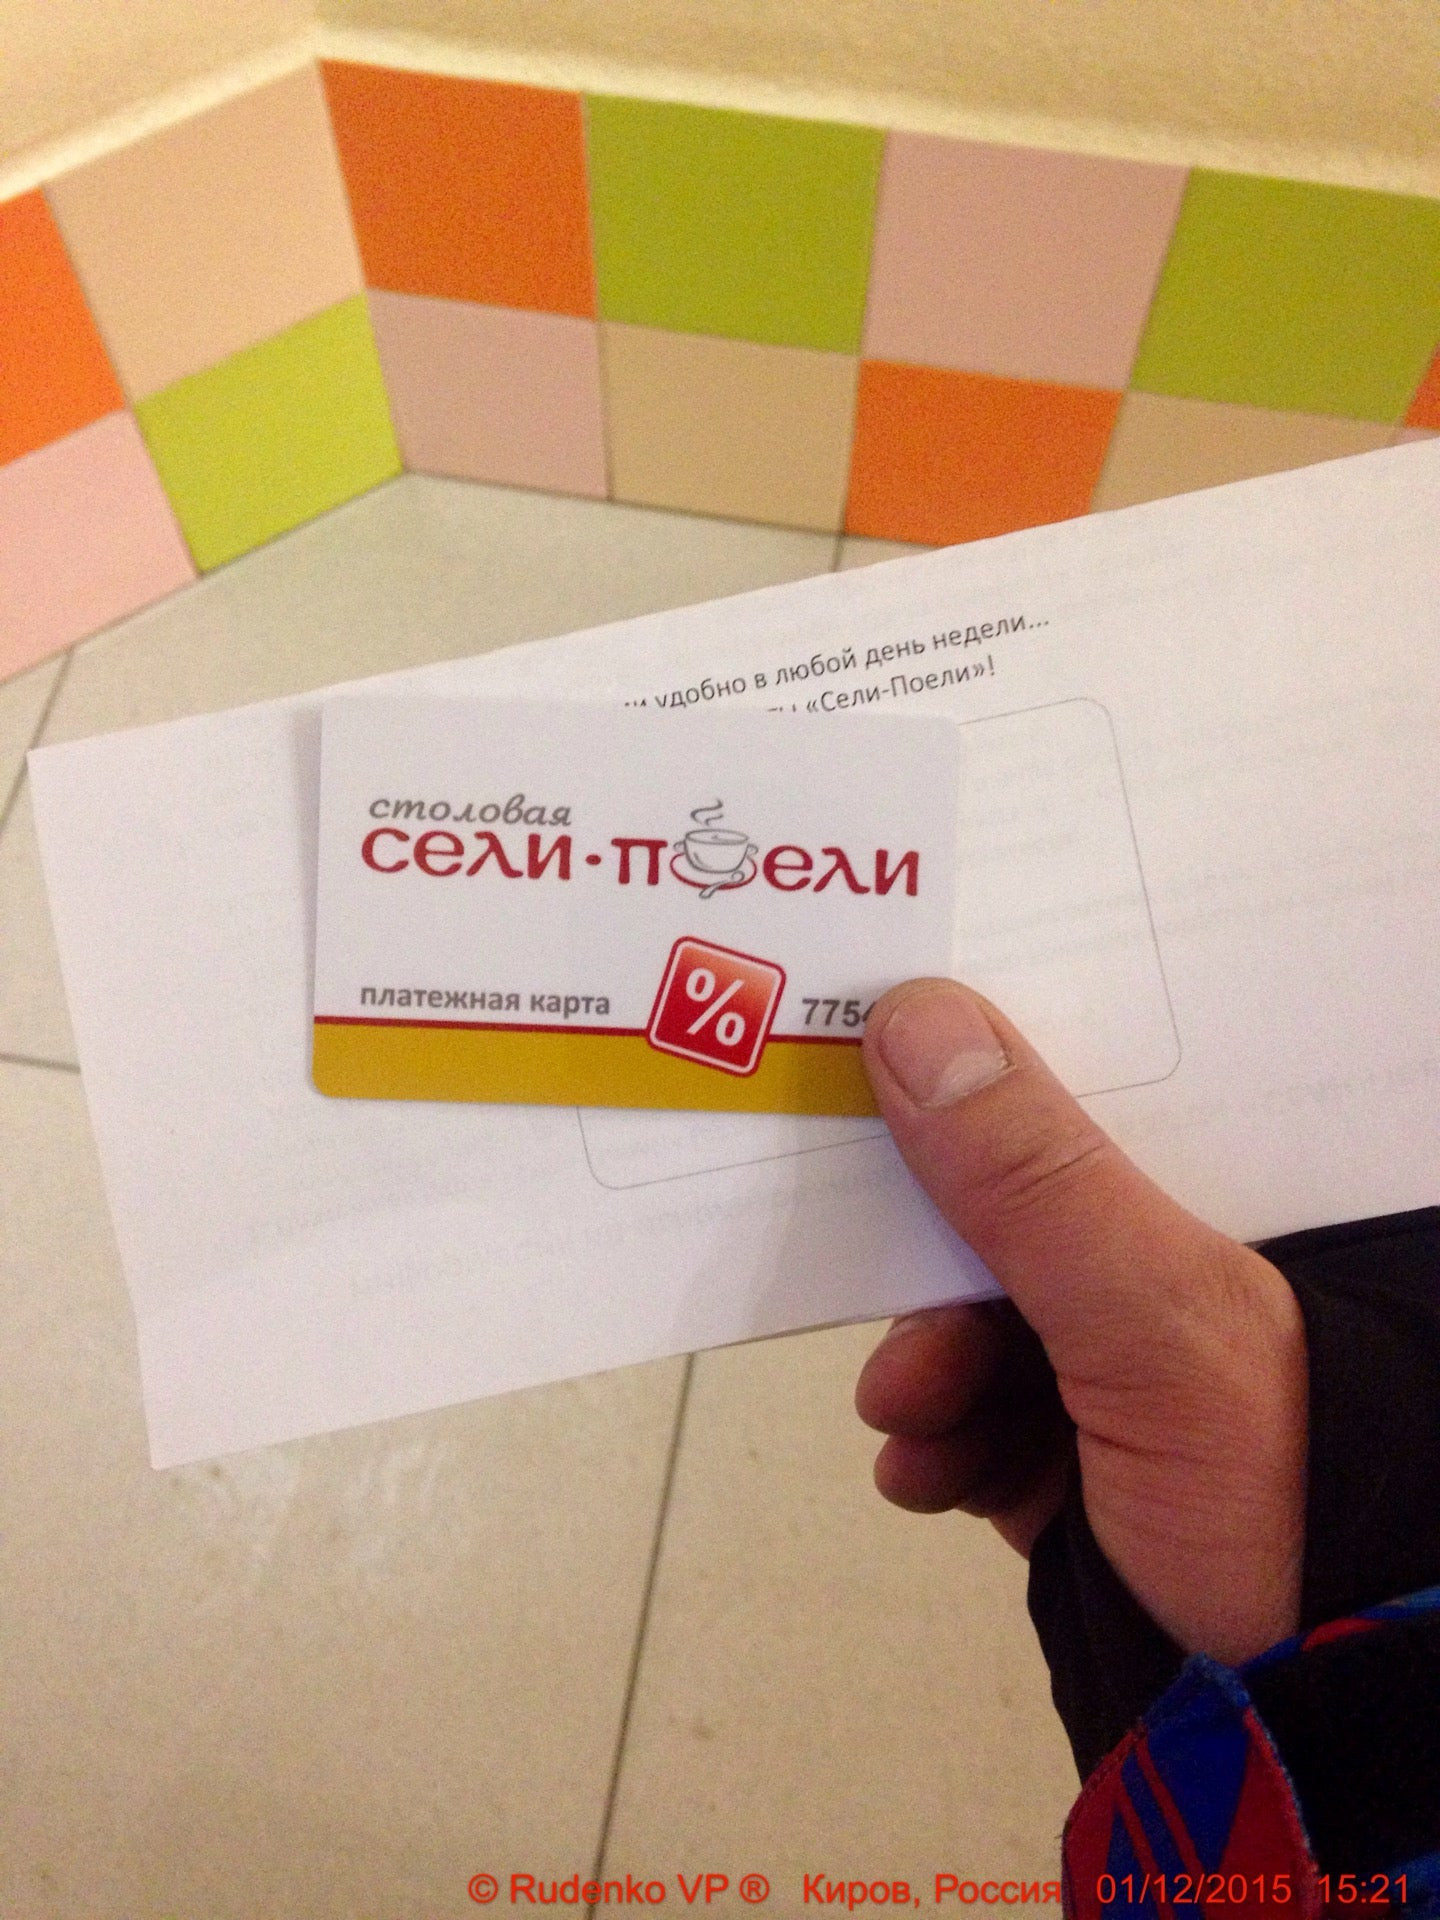 удобно в любой день недели...
«Сели-Поели»!
столовая
сели·поели
платежная карта
%
775
© Rudenko VP ® Киров, Россия 01/12/2015 15:21